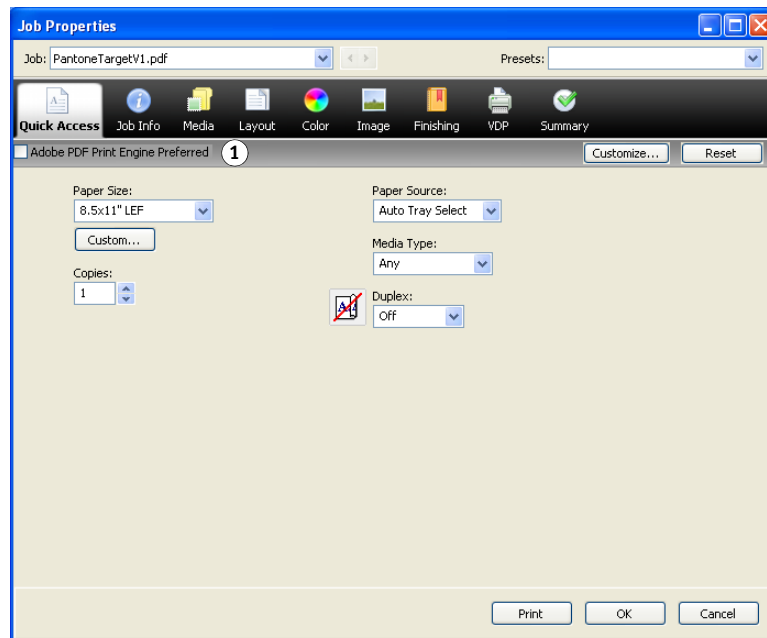 Job Properties
Job: PantoneTargetV1.pdf Presets:
Quick Access Job Info Media Layout Color Image Finishing VDP Summary
Adobe PDF Print Engine Preferred 1 Customize... Reset
Paper Size: Paper Source:
8.5x11" LEF Auto Tray Select
Custom... Media Type:
Any
Copies:
1 Duplex:
Off
Print OK Cancel